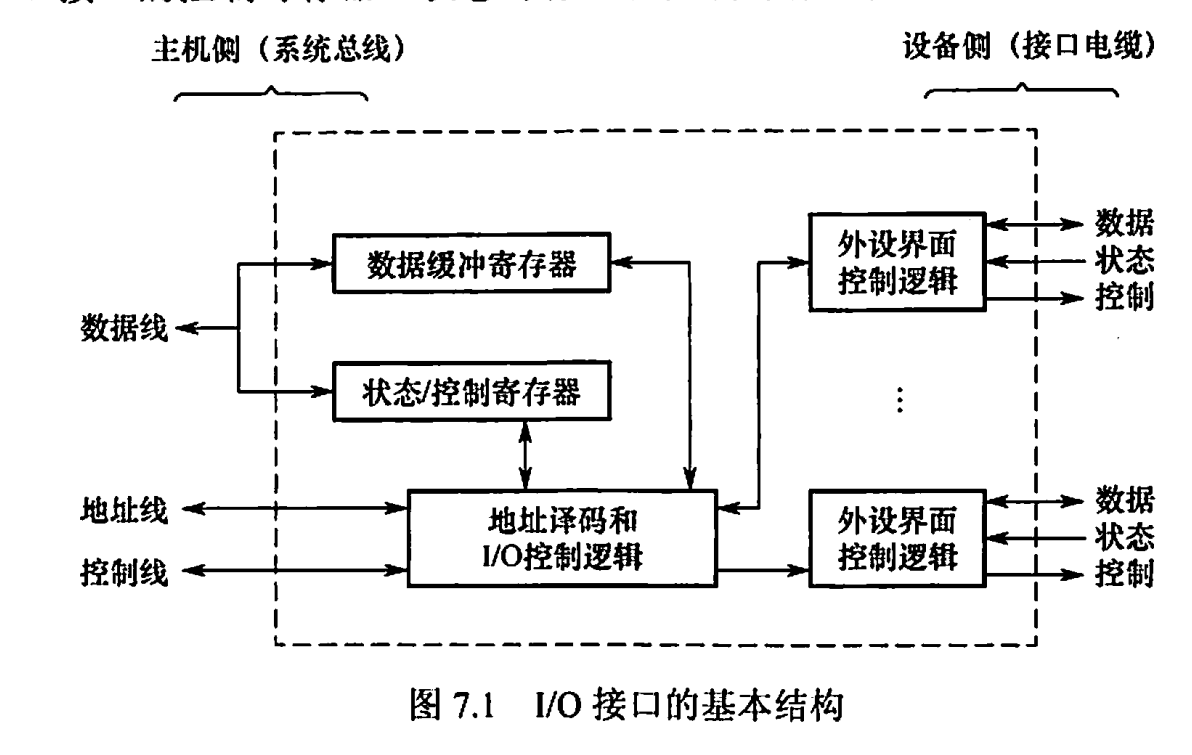 主机侧（系统总线）
设备侧（接口电缆）
数据缓冲寄存器
外设界面
控制逻辑
数据
状态
控制
数据线
状态/控制寄存器
⋮
地址线
控制线
地址译码和
I/O控制逻辑
外设界面
控制逻辑
数据
状态
控制
图 7.1 I/O 接口的基本结构